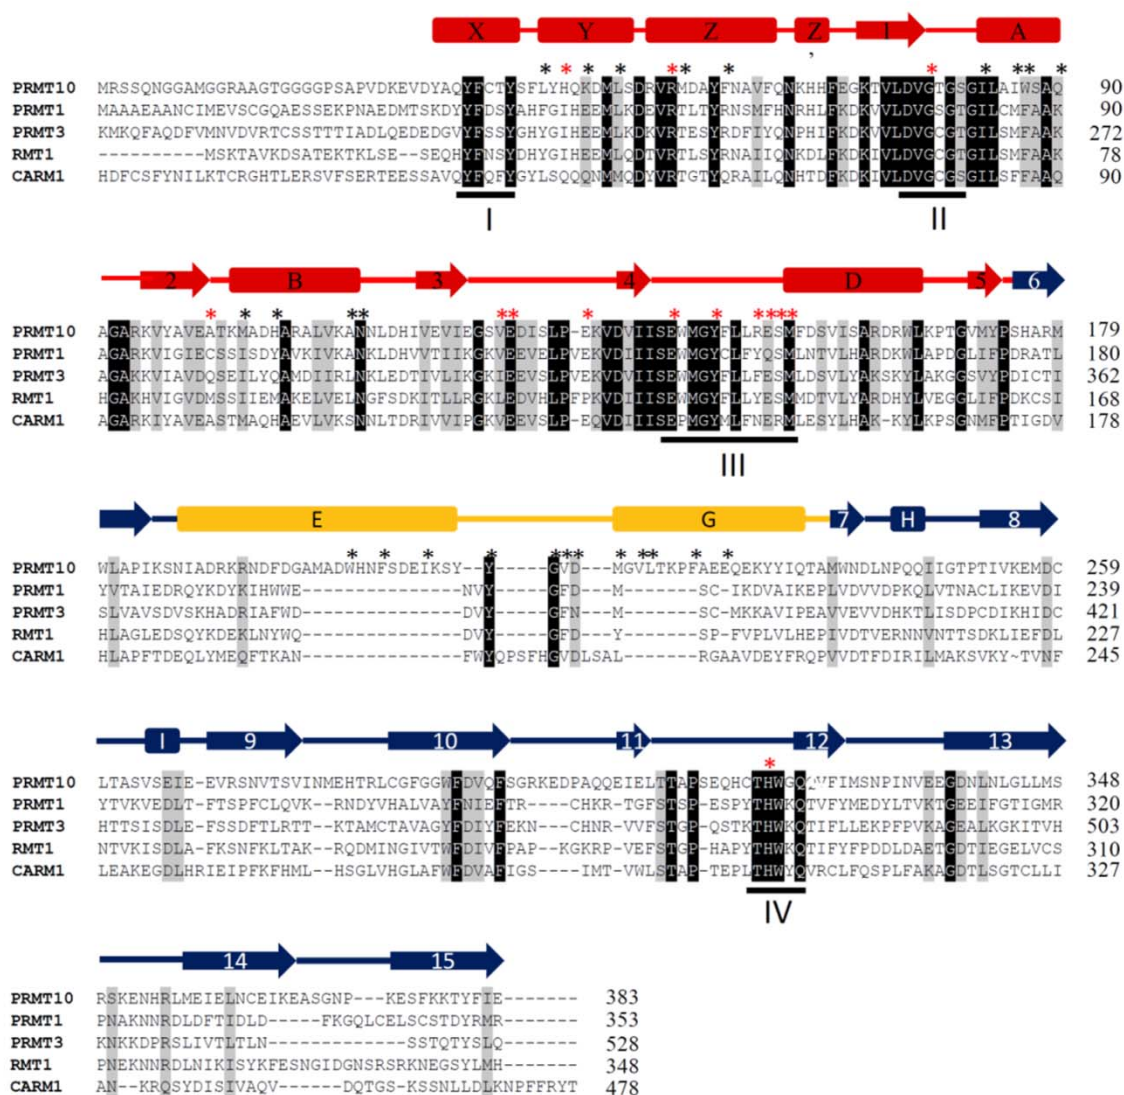 X Y Z Z' 1 A
* * * * * * * * * * * *
PRMT10 MRSSQNGGAMGGRAAGTGGGGPSAPVDKEVDYAQYFCTYSFLYHQKDMLSDRVRMDAYFNAVFQNKHHFEGKTVLDVGTGSGILAIWSAQ 90
PRMT1 MAAAEAANCIMEVSCGQAESSEKPNAEDMTSKDYYFDSYAHFGIHEEMLKDEVRTLTYRNSMFHNRHLFKDKVVLDVGSGTGILCMFAAK 90
PRMT3 KMKQFAQDFVMNVDVRTCSSTTTIADLQEDEDGVYFSSYGHYGIHEEMLKDKVRTESYRDFIYQNPHIFKDKVVLDVGCGTGILSMFAAK 272
RMT1 ----------MSKTAVKDSATEKTKLSE--SEQHYFNSYDHYGIHEEMLQDTVRTLSYRNAIIQNKDLFKDKIVLDVGCGTGILSMFAAK 78
CARM1 HDFCSFYNILKTCRGHTLERSVFSERTEESSAVQYFQFYGYLSQQQNMMQDYVRTGTYQRAILQNHTDFKDKIVLDVGCGSGILSFFAAQ 90
I II
2 B 3 4 D 5 6
* * * * * * * * * * * * * *
PRMT10 AGARKVYAVEATKMADHARALVKANNLDHIVEVIEGSVEDISLP-EKVDVIISEWMGYFLLRESMFDSVISARDRWLKPTGVMYPSHARM 179
PRMT1 AGARKVIGIECSSISDYAVKIVKANKLDHVVTIIKGKVEEVELPVEKVDIIISEWMGYCLFYQSMLNTVLHARDKWLAPDGLIFPDRATL 180
PRMT3 AGAKKVIAVDQSEILYQAMDIIRLNKLEDTIVLIKGKIEEVSLPVEKVDVIISEWMGYFLLFESMLDSVLYAKSKYLAKGGSVYPDICTI 362
RMT1 HGAKHVIGVDMSSIIEMAKELVELNGFSDKITLLRGKLEDVHLPFPKVDIIISEWMGYFLLYESMMDTVLYARDHYLVEGGLIFPDKCSI 168
CARM1 AGARKIYAVEASTMAQHAEVLVKSNNLTDRIVVIPGKVEEVSLP-EQVDIIISEPMGYMLFNERMLESYLHAK-KYLKPSGNMFPTIGDV 178
III
E G 7 H 8
* * * * * * * * * * * *
PRMT10 WLAPIKSNIADRKRNDFDGAMADWHNFSDEIKSY--Y-----GVD---MGVLTKPFAEEQEKYYIQTAMWNDLNPQQIIGTPTIVKEMDC 259
PRMT1 YVTAIEDRQYKDYKIHWWE---------------NVY-----GFD---M-----SC-IKDVAIKEPLVDVVDPKQLVTNACLIKEVDI 239
PRMT3 SLVAVSDVSKHADRIAFWD---------------DVY-----GFN---M-----SC-MKKAVIPEAVVEVVDHKTLISDPCDIKHIDC 421
RMT1 HLAGLEDSQYKDEKLNYWQ---------------DVY-----GFD---Y-----SP-FVPLVLHEPIVDTVERNNVNTTSDKLIEFDL 227
CARM1 HLAPFTDEQLYMEQFTKAN---------------FWYQPSFHGVDLSAL-----RGAAVDEYFRQPVVDTFDIRILMAKSVKY~TVNF 245
I 9 10 11 12 13
*
PRMT10 LTASVSEIE-EVRSNVTSVINMEHTRLCGFGGWFDVQFSGRKEDPAQQEIELTTAPSEQHCTHWGQQVFIMSNPINVEEGDNLNLGLLMS 348
PRMT1 YTVKVEDLT-FTSPFCLQVK--RNDYVHALVAYFNIEFTR---CHKR-TGFSTSPESPYTHWKQTVFYMEDYLTVKTGEEIFGTIGMR 320
PRMT3 HTTSISDLE-FSSDFTLRTT--KTAMCTAVAGYFDIYFEKN---CHNR-VVFSTGP-QSTKTHWKQTIFLLEKPFPVKAGEALKGKITVH 503
RMT1 NTVKISDLA-FKSNFKLTAK--RQDMINGIVTWFDIVFPAP---KGKRP-VEFSTGP-HAPYTHWKQTIFYFPDDLDAETGDTIEGELVCS 310
CARM1 LEAKEGDLHRIEIPFKFHML--HSGLVHGLAFWFDVAFIGS---IMT-VWLSTAP-TEPLTHWYQVRCLFQSPLFAKAGDTLSGTCLLI 327
IV
14 15
PRMT10 RSKENHRLMEIELNCEIKEASGNP---KESFKKTYFIE------- 383
PRMT1 PNAKNNRDLDFTIDLD-----FKGQLCELSCSTDYRMR------- 353
PRMT3 KNKKDPRSLIVTLTLN-------------SSTQTYSLQ------- 528
RMT1 PNEKNNRDLNIKISYKFESNGIDGNSRSRKNEGSYLMH------- 348
CARM1 AN--KRQSYDISIVAQV------DQTGS-KSSNLLDLKNPFFRYT 478